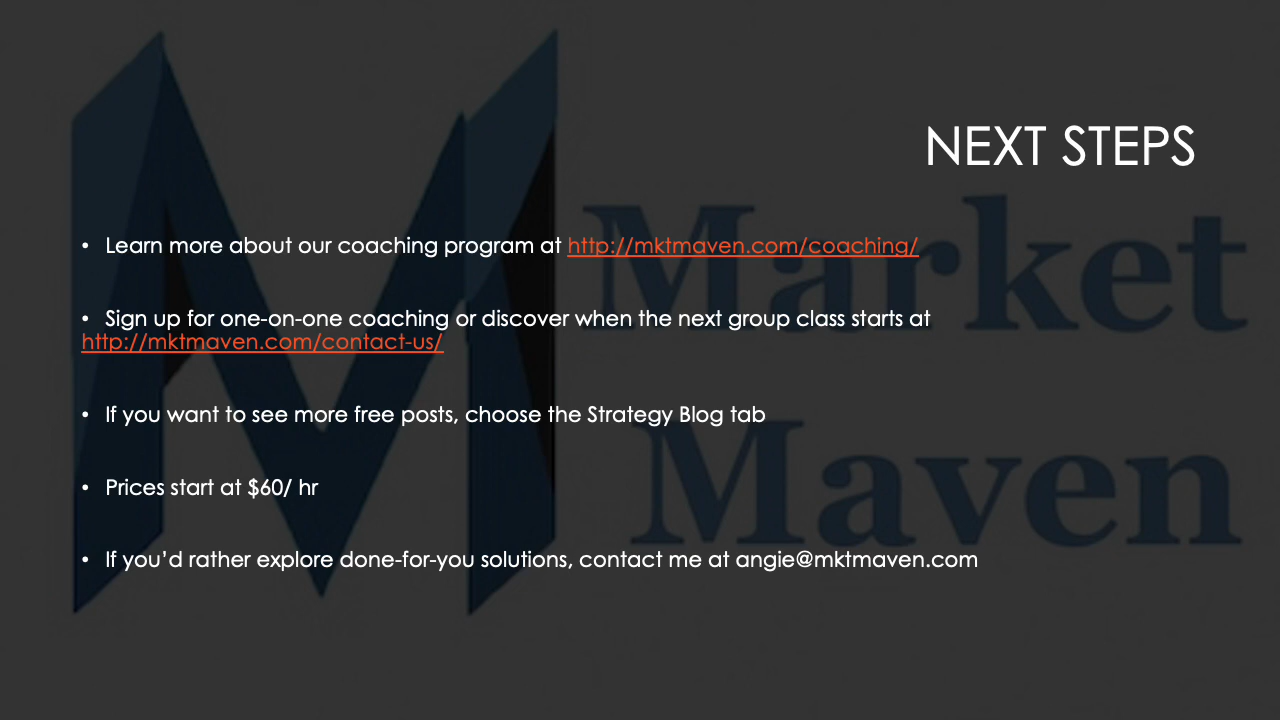 NEXT STEPS
• Learn more about our coaching program at http://mktmaven.com/coaching/
• Sign up for one-on-one coaching or discover when the next group class starts at
http://mktmaven.com/contact-us/
• If you want to see more free posts, choose the Strategy Blog tab
• Prices start at $60/ hr
• If you’d rather explore done-for-you solutions, contact me at angie@mktmaven.com
Market
Maven